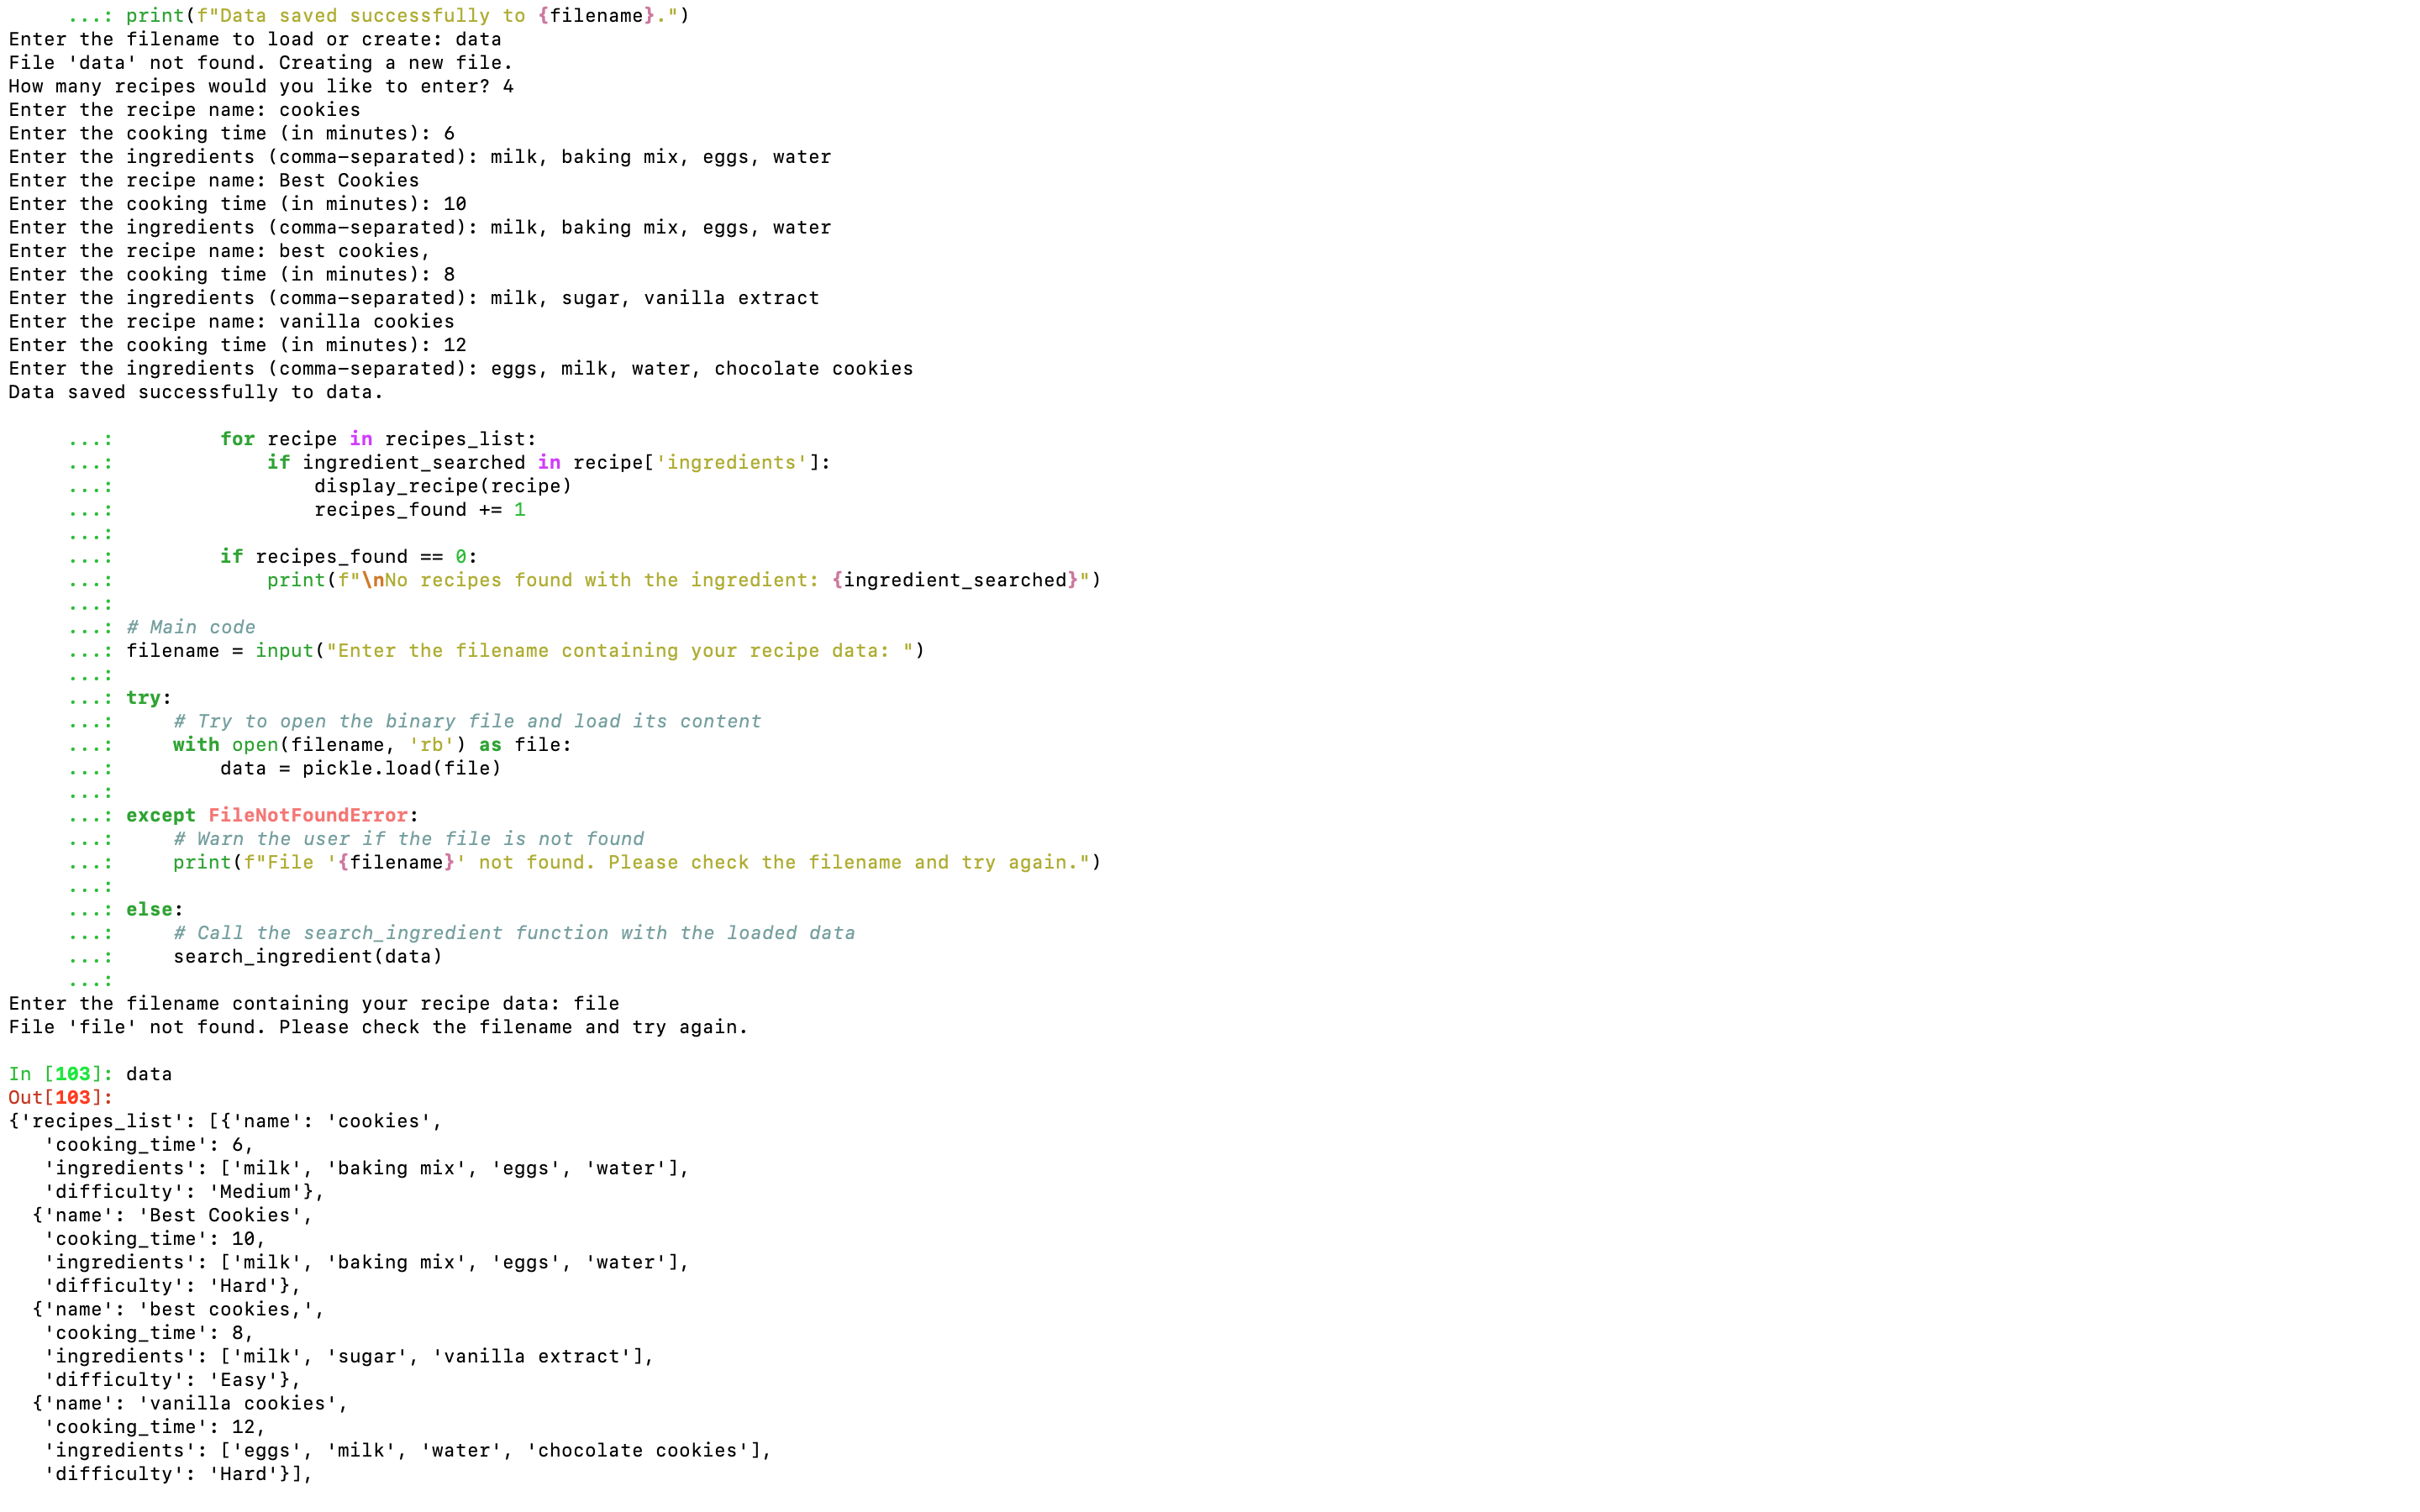 ...: print(f"Data saved successfully to {filename}.")
Enter the filename to load or create: data
File 'data' not found. Creating a new file.
How many recipes would you like to enter? 4
Enter the recipe name: cookies
Enter the cooking time (in minutes): 6
Enter the ingredients (comma-separated): milk, baking mix, eggs, water
Enter the recipe name: Best Cookies
Enter the cooking time (in minutes): 10
Enter the ingredients (comma-separated): milk, baking mix, eggs, water
Enter the recipe name: best cookies,
Enter the cooking time (in minutes): 8
Enter the ingredients (comma-separated): milk, sugar, vanilla extract
Enter the recipe name: vanilla cookies
Enter the cooking time (in minutes): 12
Enter the ingredients (comma-separated): eggs, milk, water, chocolate cookies
Data saved successfully to data.
...:         for recipe in recipes_list:
...:             if ingredient_searched in recipe['ingredients']:
...:                 display_recipe(recipe)
...:                 recipes_found += 1
...:
...:         if recipes_found == 0:
...:             print(f"\nNo recipes found with the ingredient: {ingredient_searched}")
...:
...: # Main code
...: filename = input("Enter the filename containing your recipe data: ")
...:
...: try:
...:     # Try to open the binary file and load its content
...:     with open(filename, 'rb') as file:
...:         data = pickle.load(file)
...:
...: except FileNotFoundError:
...:     # Warn the user if the file is not found
...:     print(f"File '{filename}' not found. Please check the filename and try again.")
...:
...: else:
...:     # Call the search_ingredient function with the loaded data
...:     search_ingredient(data)
...:
Enter the filename containing your recipe data: file
File 'file' not found. Please check the filename and try again.
In [103]: data
Out[103]:
{'recipes_list': [{'name': 'cookies',
   'cooking_time': 6,
   'ingredients': ['milk', 'baking mix', 'eggs', 'water'],
   'difficulty': 'Medium'},
  {'name': 'Best Cookies',
   'cooking_time': 10,
   'ingredients': ['milk', 'baking mix', 'eggs', 'water'],
   'difficulty': 'Hard'},
  {'name': 'best cookies,',
   'cooking_time': 8,
   'ingredients': ['milk', 'sugar', 'vanilla extract'],
   'difficulty': 'Easy'},
  {'name': 'vanilla cookies',
   'cooking_time': 12,
   'ingredients': ['eggs', 'milk', 'water', 'chocolate cookies'],
   'difficulty': 'Hard'}],